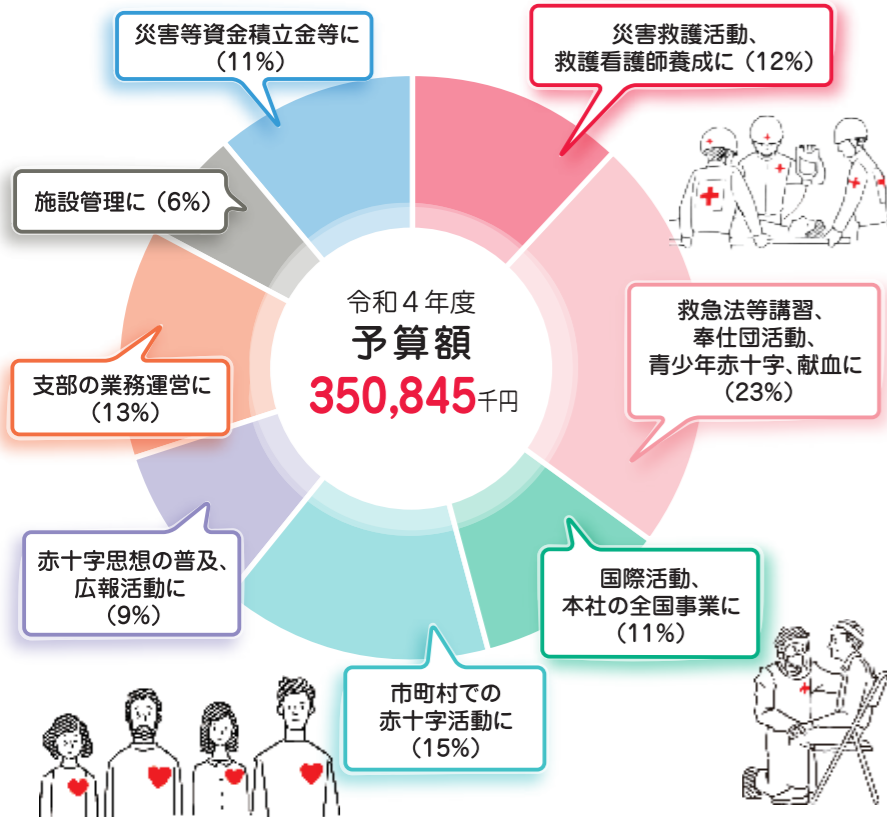 災害等資金積立金等に
（11%）
災害救護活動、
救護看護師養成に（12%）
施設管理に（6%）
令和４年度
予算額
350,845千円
救急法等講習、
奉仕団活動、
青少年赤十字、献血に
（23%）
支部の業務運営に
（13%）
赤十字思想の普及、
広報活動に
（9%）
国際活動、
本社の全国事業に
（11%）
市町村での
赤十字活動に
（15%）